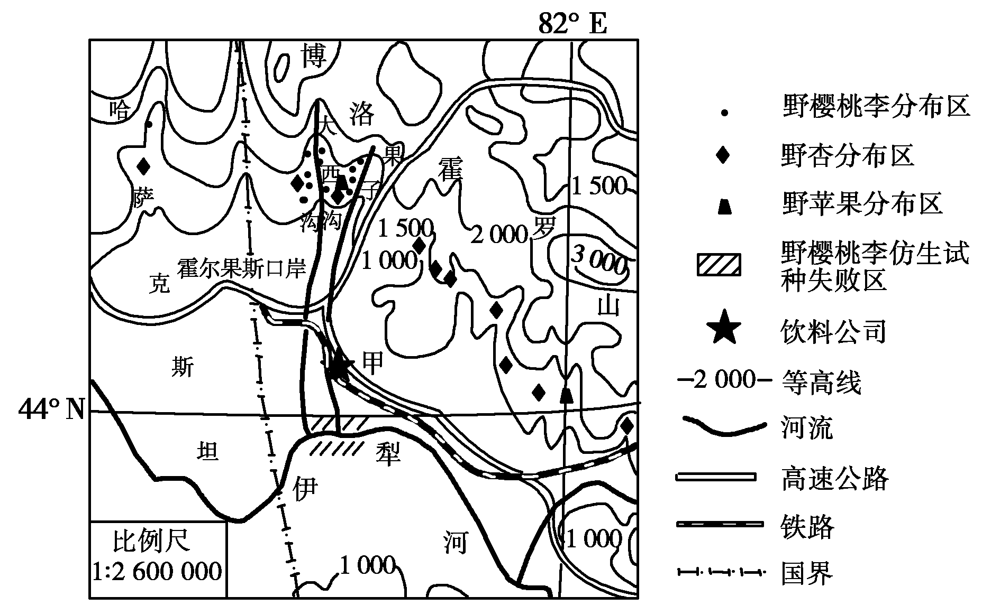 82° E
博
哈
洛
大
果
霍
西
子
1 500
萨
沟
沟
1 500
2 000
罗
1 000
3 000
霍尔果斯口岸
克
山
甲
斯
44° N
坦
犁
伊
河
1 000
1 000
比例尺
1:2 600 000
野樱桃李分布区
野杏分布区
野苹果分布区
野樱桃李仿生试
种失败区
饮料公司
2 000
等高线
河流
高速公路
铁路
国界